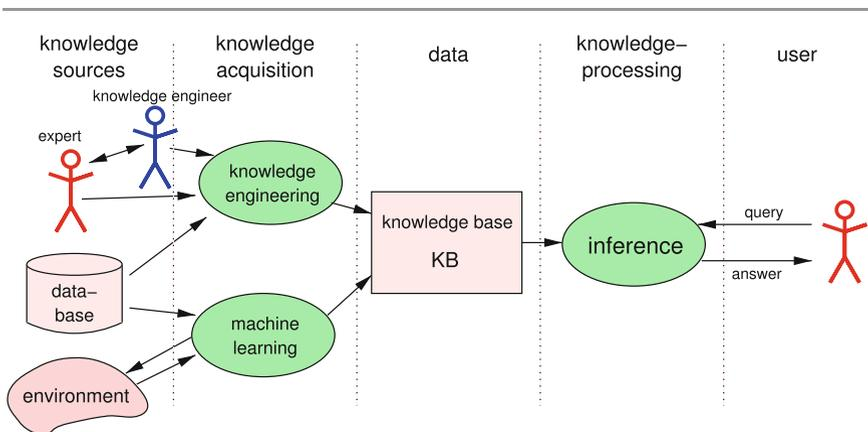 knowledge
sources
knowledge
acquisition
data
knowledge–
processing
user
knowledge engineer
expert
knowledge
engineering
knowledge base
KB
inference
query
answer
data–
base
machine
learning
environment